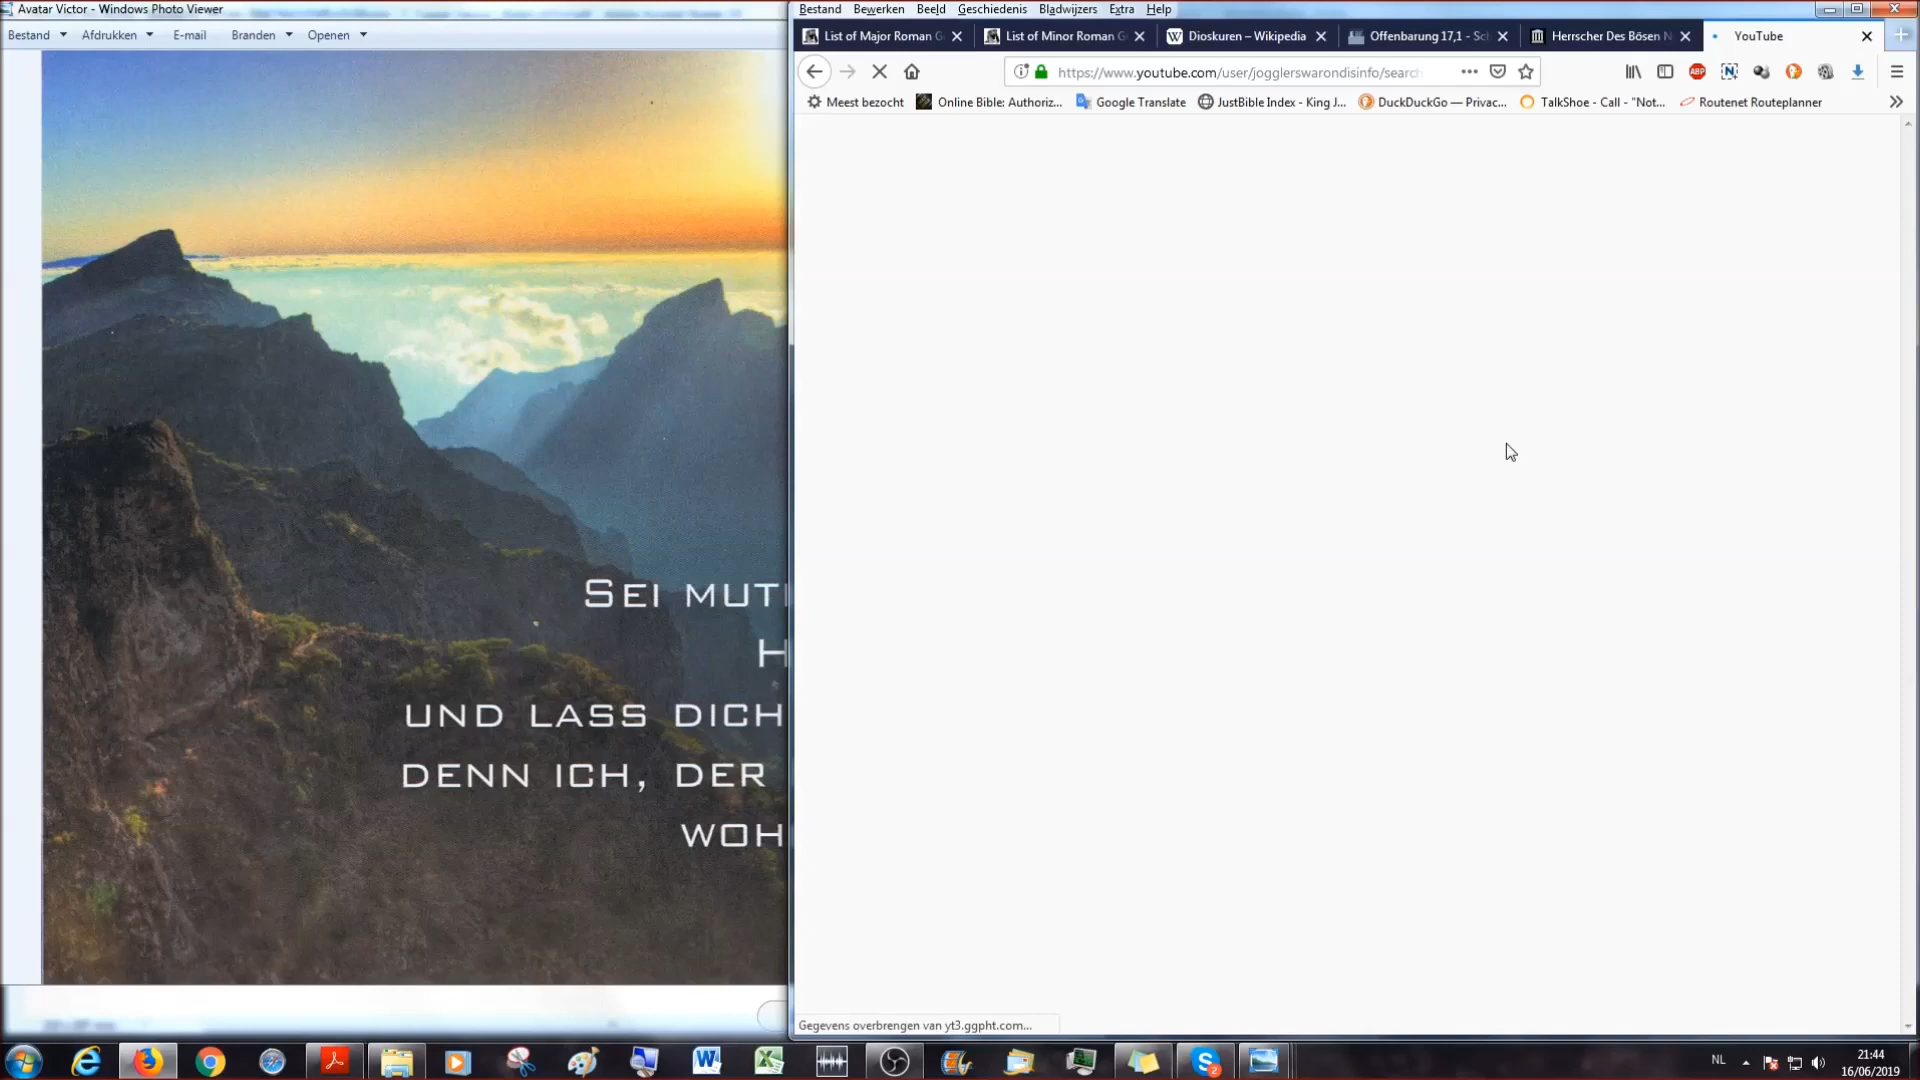 Avatar Victor - Windows Photo Viewer
Bestand Afdrukken E-mail Branden Openen
SEI MUTI
H
UND LASS DICH
DENN ICH, DER
WOH
Bestand Bewerken Beeld Geschiedenis Bladwijzers Extra Help
List of Major Roman G List of Minor Roman G Dioskuren – Wikipedia Offenbarung 17,1 - Sc Herrscher Des Bösen N YouTube
https://www.youtube.com/user/jogglerswarondisinfo/search
Meest bezocht Online Bible: Authoriz... Google Translate JustBible Index - King J... DuckDuckGo — Privac... TalkShoe - Call - "Not... Routenet Routeplanner
Gegevens overbrengen van yt3.ggpht.com...
NL
21:44
16/06/2019